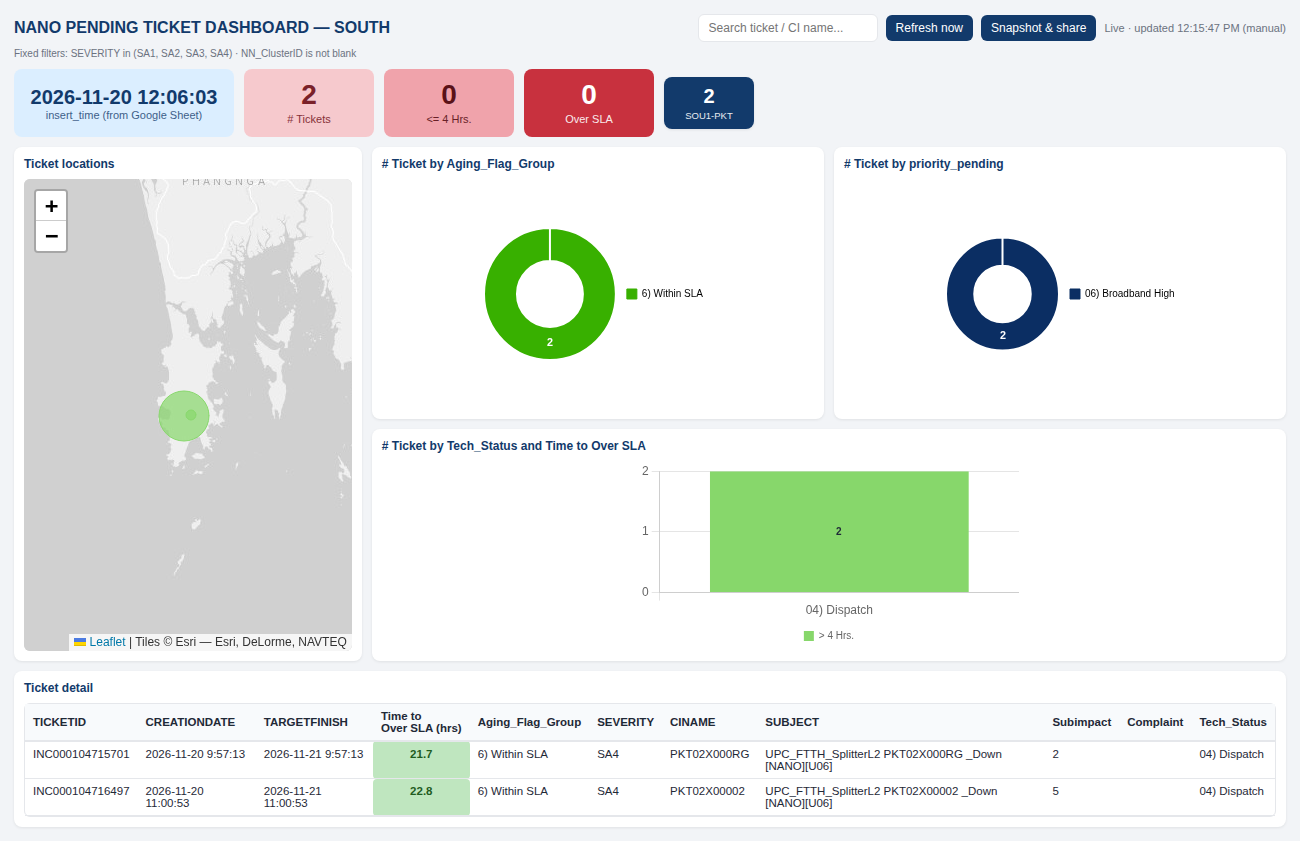 NANO PENDING TICKET DASHBOARD — SOUTH
Search ticket / CI name...
Refresh now
Snapshot & share
Live · updated 12:15:47 PM (manual)
Fixed filters: SEVERITY in (SA1, SA2, SA3, SA4) · NN_ClusterID is not blank
2026-11-20 12:06:03
insert_time (from Google Sheet)
2
# Tickets
0
<= 4 Hrs.
0
Over SLA
2
SOU1-PKT
Ticket locations
PHANGNGA
+
−
Leaflet | Tiles © Esri — Esri, DeLorme, NAVTEQ
# Ticket by Aging_Flag_Group
2
6) Within SLA
# Ticket by priority_pending
2
06) Broadband High
# Ticket by Tech_Status and Time to Over SLA
2
1
0
2
04) Dispatch
> 4 Hrs.
Ticket detail
TICKETID CREATIONDATE TARGETFINISH Time to Over SLA (hrs) Aging_Flag_Group SEVERITY CINAME SUBJECT Subimpact Complaint Tech_Status
INC000104715701 2026-11-20 9:57:13 2026-11-21 9:57:13 21.7 6) Within SLA SA4 PKT02X000RG UPC_FTTH_SplitterL2 PKT02X000RG _Down 2 04) Dispatch
[NANO][U06]
INC000104716497 2026-11-20 2026-11-21 22.8 6) Within SLA SA4 PKT02X00002 UPC_FTTH_SplitterL2 PKT02X00002 _Down 5 04) Dispatch
11:00:53 11:00:53 [NANO][U06]